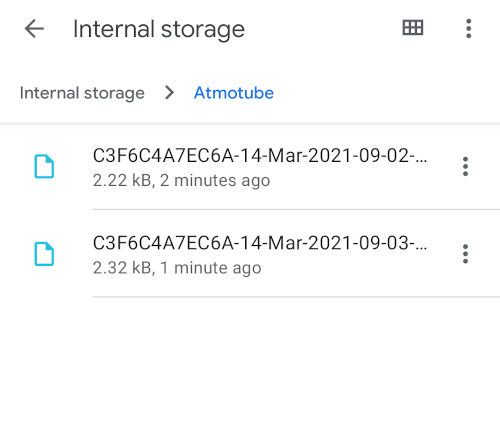 Internal storage
Internal storage > Atmotube
C3F6C4A7EC6A-14-Mar-2021-09-02-...
2.22 kB, 2 minutes ago
C3F6C4A7EC6A-14-Mar-2021-09-03-...
2.32 kB, 1 minute ago